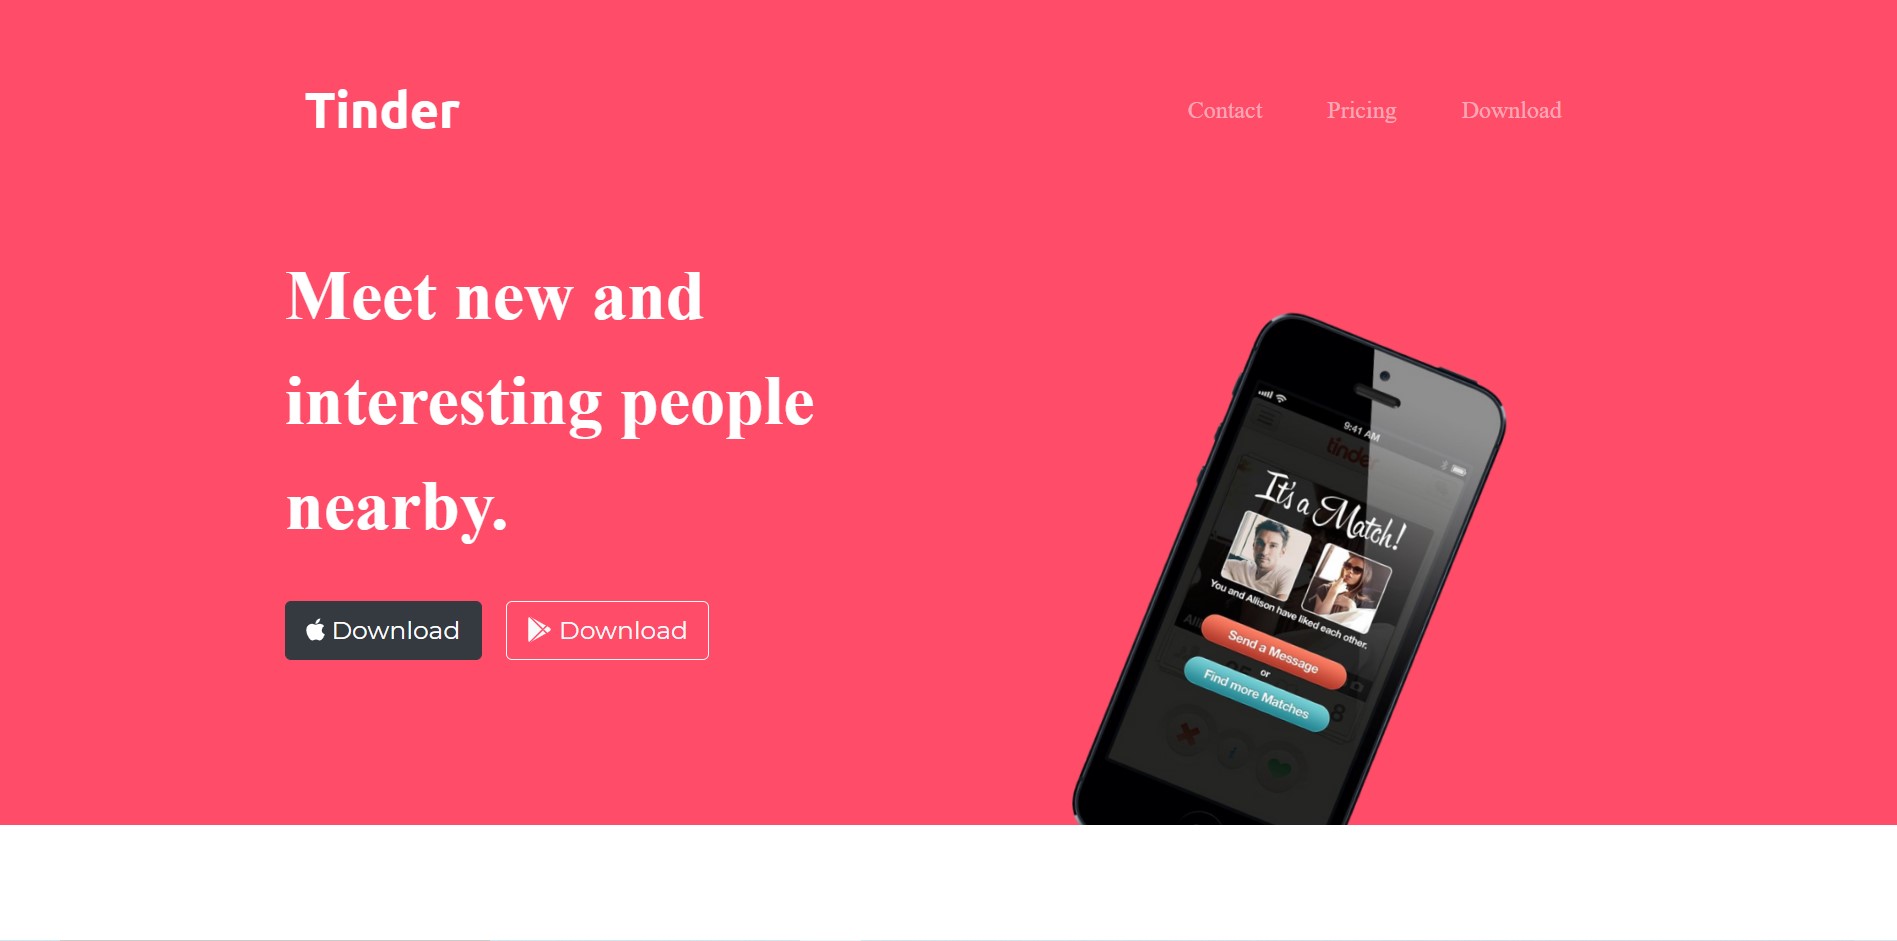 Tinder
Contact Pricing Download
Meet new and
interesting people
nearby.
Download Download
9:41 AM
tinder
It's a Match!
You and Allison have liked each other.
Send a Message
or
Find more Matches